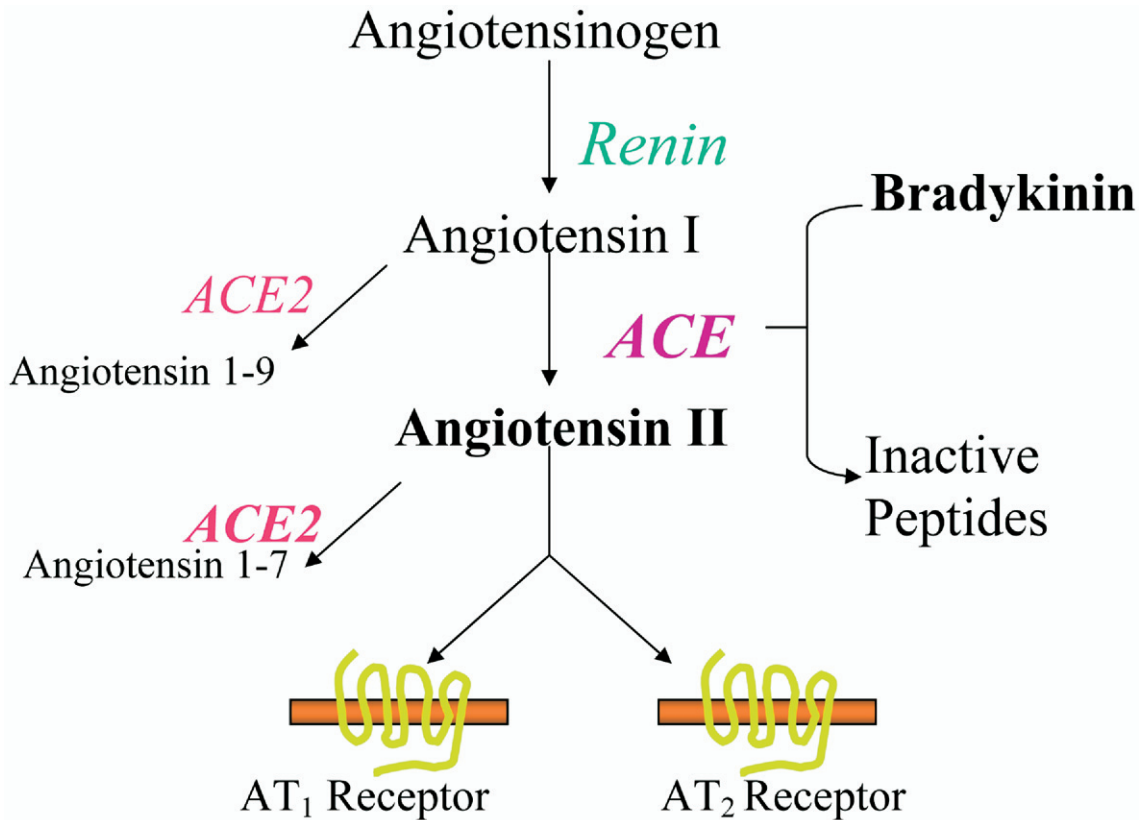 Angiotensinogen
Renin
Bradykinin
Angiotensin I
ACE2
ACE
Angiotensin 1-9
Angiotensin II
Inactive
Peptides
ACE2
Angiotensin 1-7
AT₁ Receptor
AT₂ Receptor